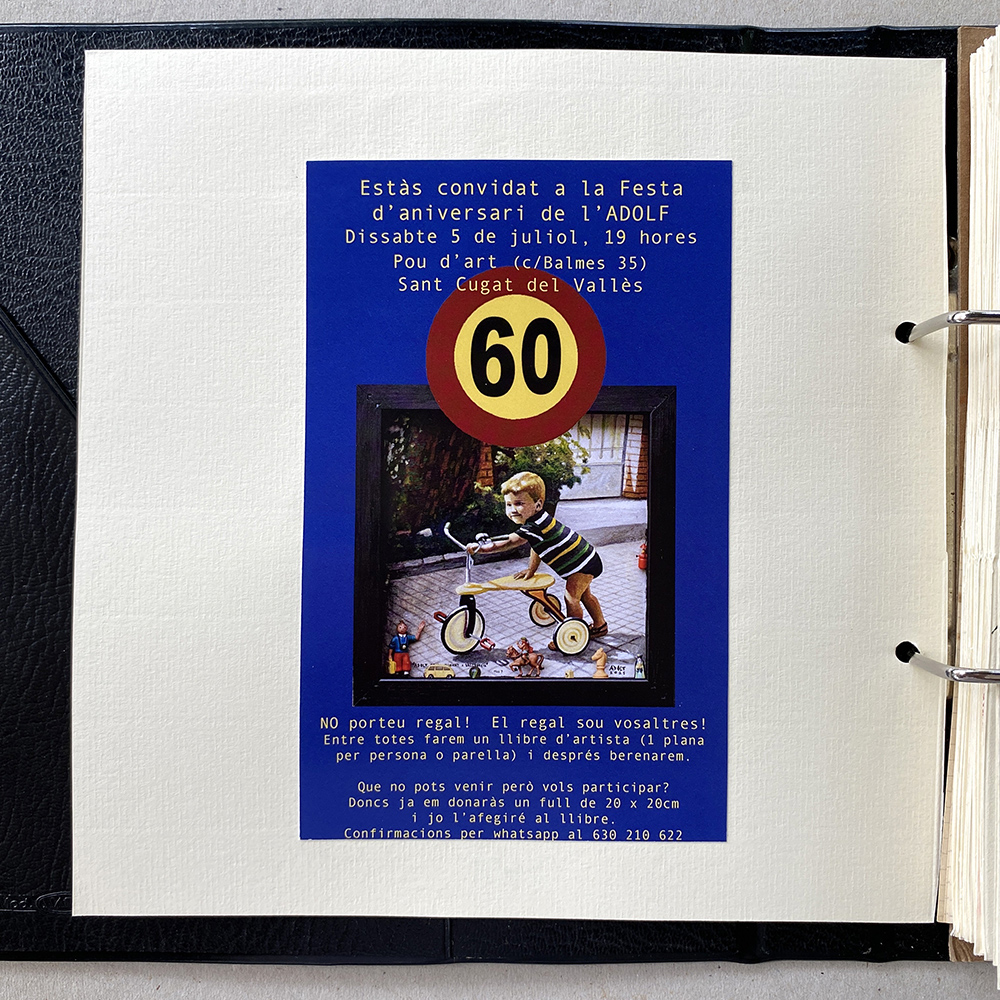 Estàs convidat a la Festa
d'aniversari de l'ADOLF
Dissabte 5 de juliol, 19 hores
Pou d'art (c/Balmes 35)
Sant Cugat del Vallès
60
NO porteu regal! El regal sou vosaltres!
Entre totes farem un llibre d'artista (1 plana
per persona o parella) i després berenarem.
Que no pots venir però vols participar?
Doncs ja em donaràs un full de 20 x 20cm
i jo l'afegiré al llibre.
Confirmacions per whatsapp al 630 210 622